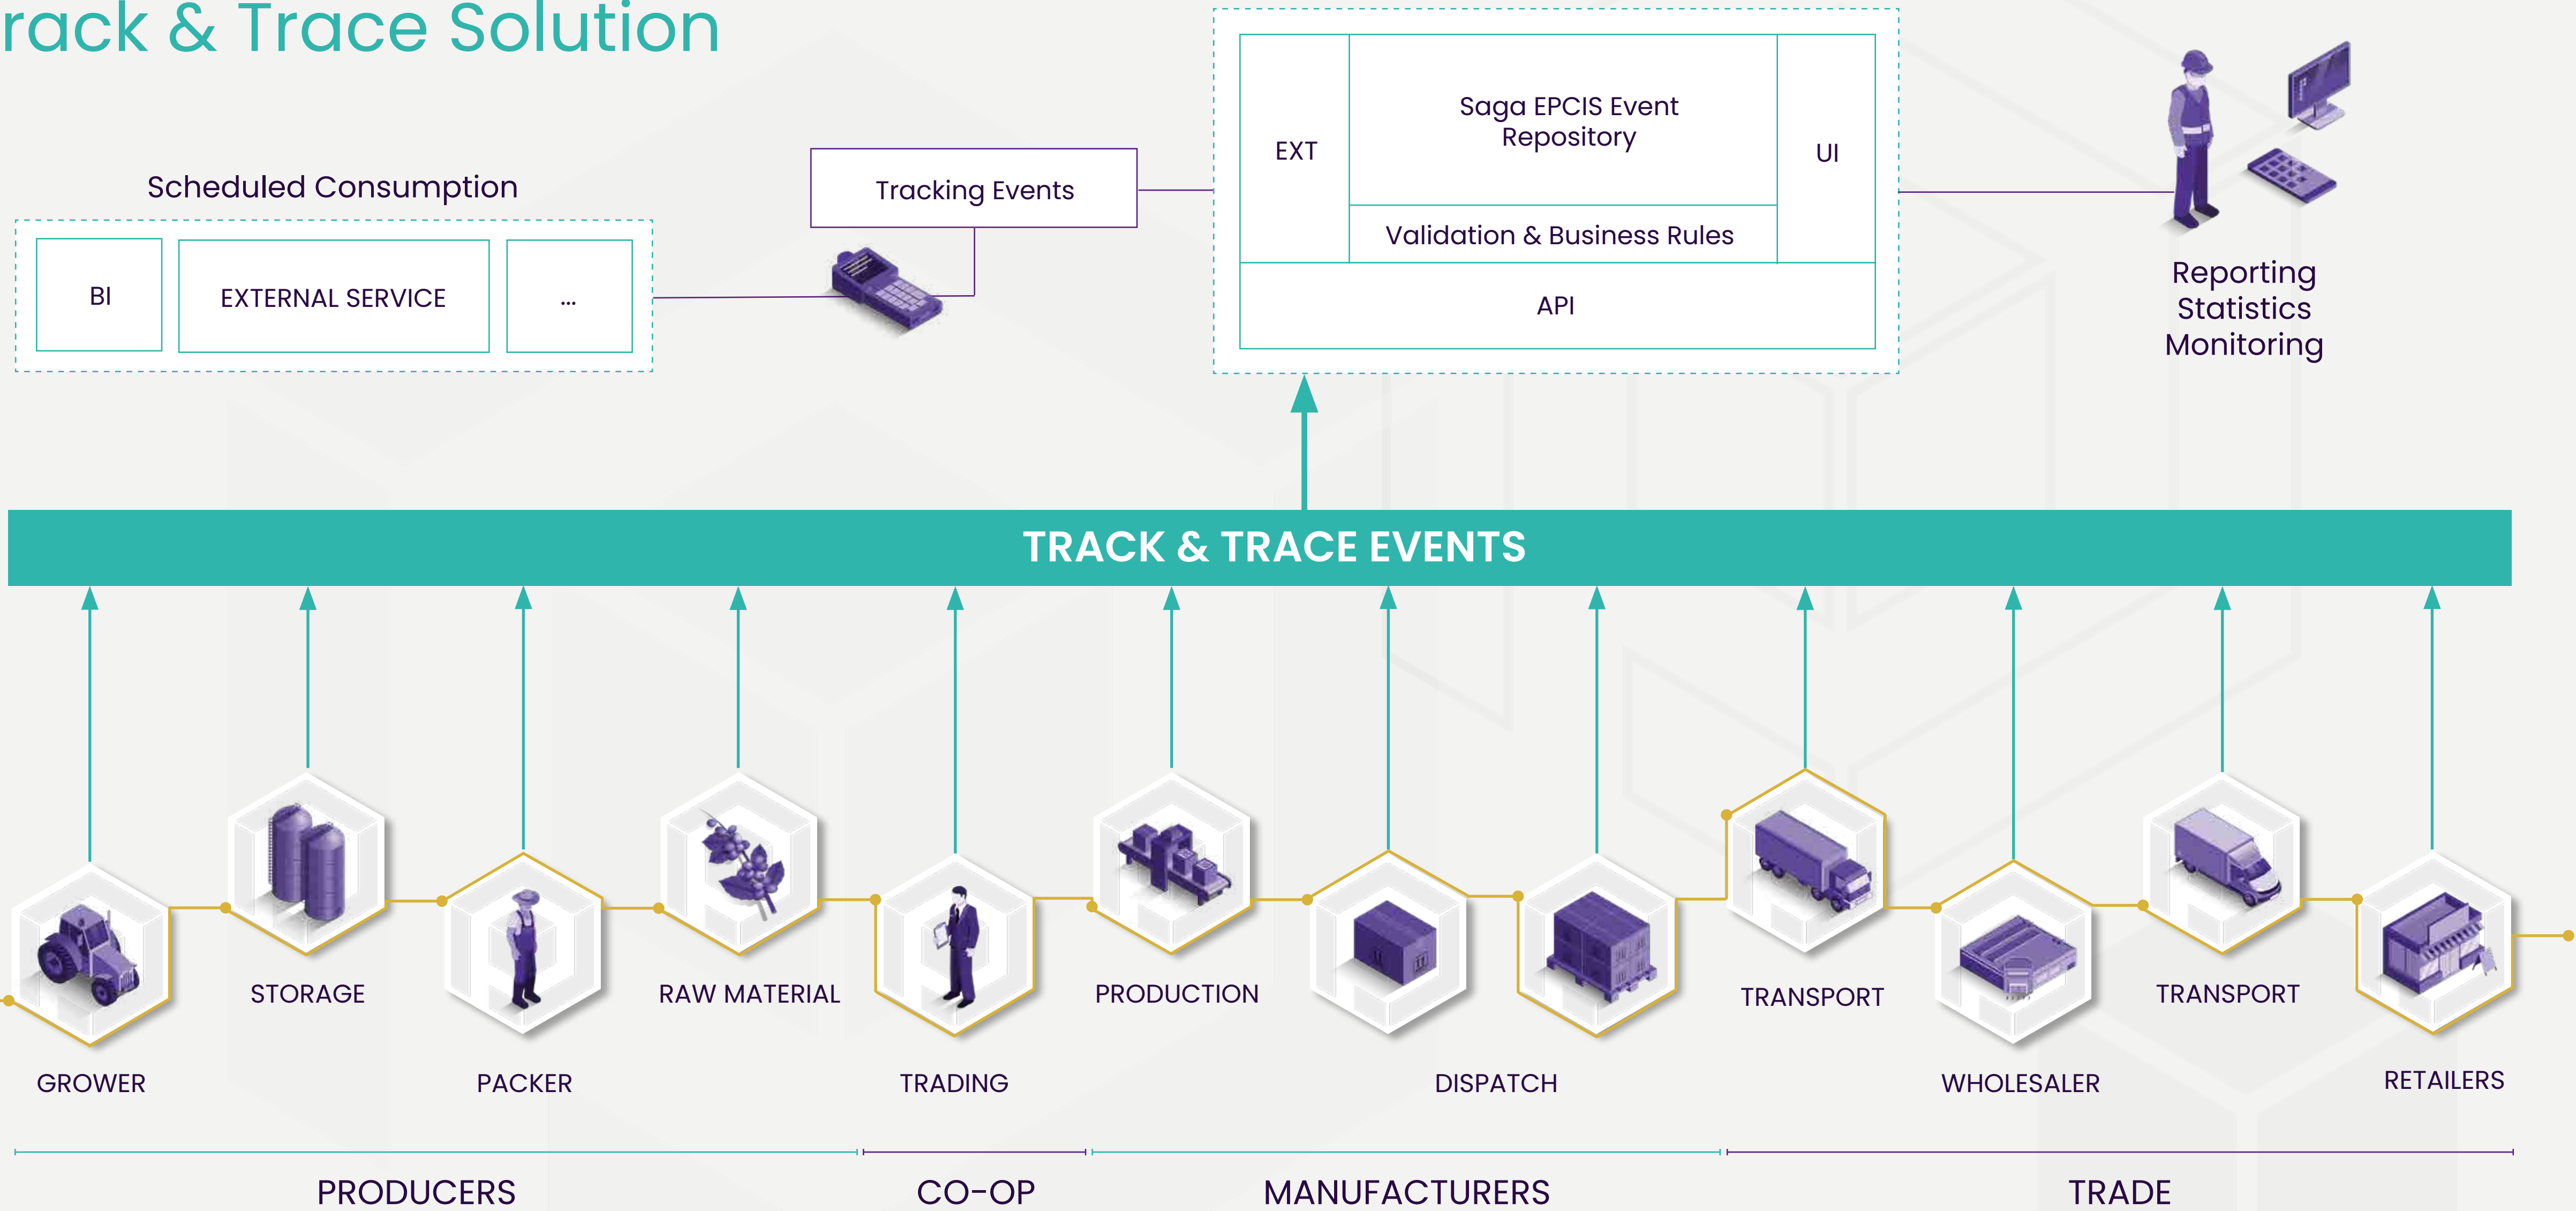 rack & Trace Solution
Scheduled Consumption
BI
EXTERNAL SERVICE
...
Tracking Events
EXT
Saga EPCIS Event
Repository
UI
Validation & Business Rules
API
Reporting
Statistics
Monitoring
TRACK & TRACE EVENTS
GROWER
STORAGE
PACKER
RAW MATERIAL
TRADING
PRODUCTION
DISPATCH
TRANSPORT
WHOLESALER
TRANSPORT
RETAILERS
PRODUCERS
CO-OP
MANUFACTURERS
TRADE